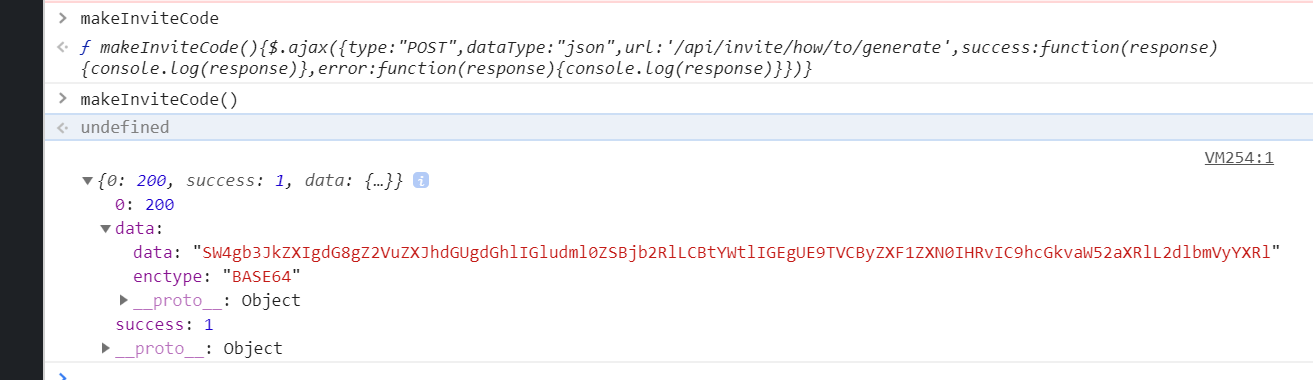 makeInviteCode
ƒ makeInviteCode(){$.ajax({type:"POST",dataType:"json",url:'/api/invite/how/to/generate',success:function(response)
{console.log(response)},error:function(response){console.log(response)}})}
makeInviteCode()
undefined
VM254:1
{0: 200, success: 1, data: {…}} i
0: 200
data:
data: "SW4gb3JkZXIgdG8gZ2VuZXJhdGUgdGhlIGludml0ZSBjb2RlLCBtYWtlIGEgUE9TVCByZXF1ZXN0IHRvIC9hcGkvaW52aXRlL2dlbmVyYXRl"
enctype: "BASE64"
__proto__: Object
success: 1
__proto__: Object